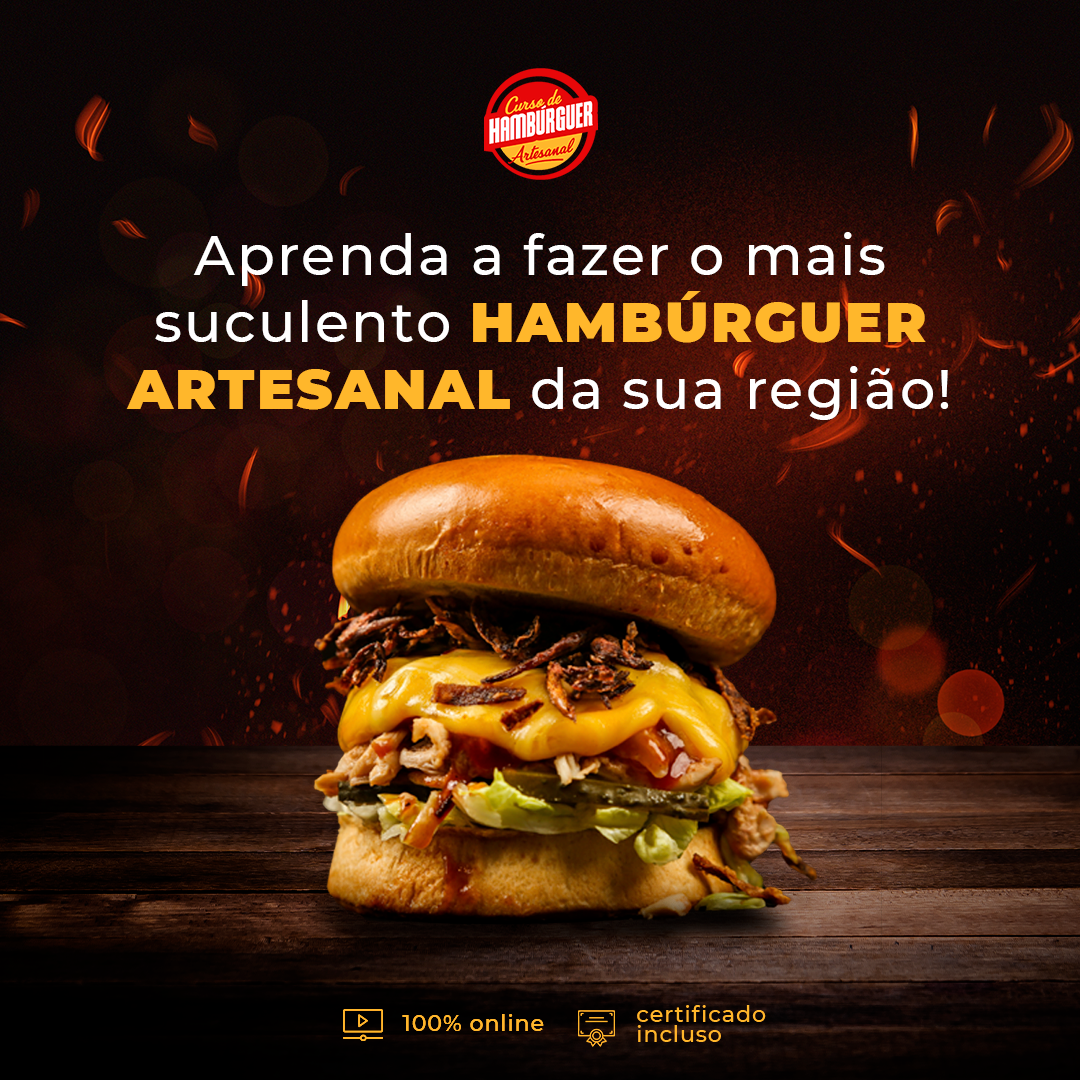 Curso de
HAMBÚRGUER
Artesanal
Aprenda a fazer o mais
suculento HAMBÚRGUER
ARTESANAL da sua região!
100% online
certificado
incluso